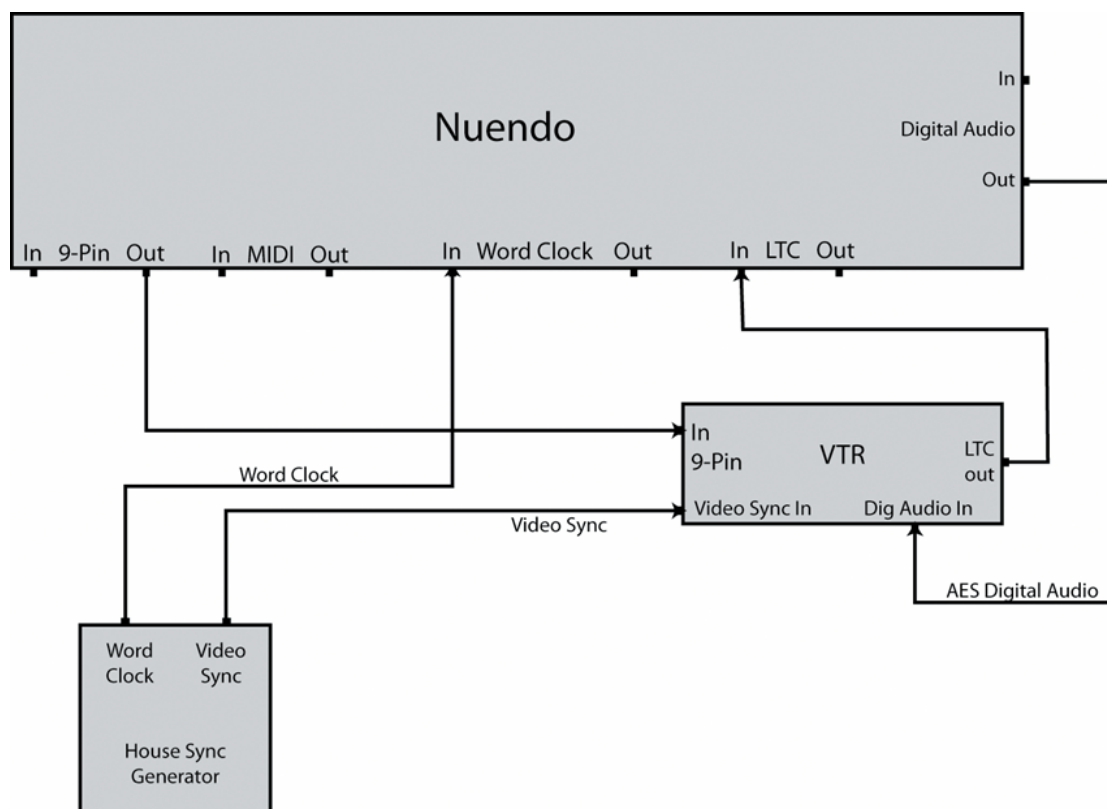 In
Nuendo
Digital Audio
Out
In 9-Pin Out In MIDI Out In Word Clock Out In LTC Out
In
9-Pin
VTR
LTC
out
Word Clock
Video Sync In Dig Audio In
Video Sync
AES Digital Audio
Word
Clock
Video
Sync
House Sync
Generator